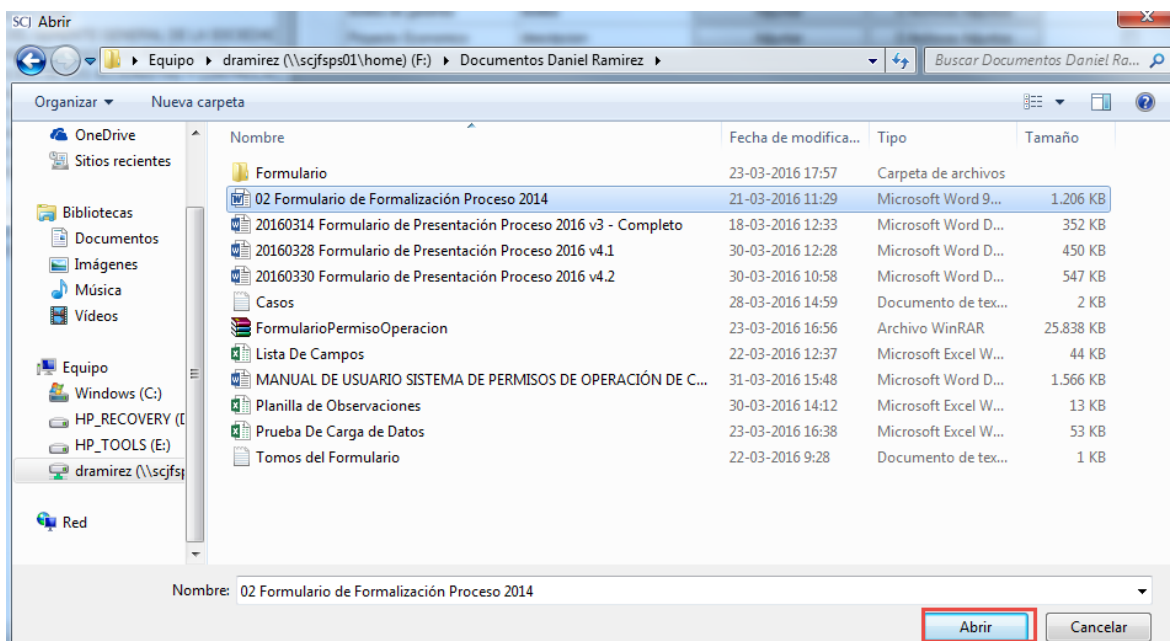 SCJ Abrir
Equipo dramirez (\\scjfsps01\home) (F:) Documentos Daniel Ramirez
Buscar Documentos Daniel Ra...
Organizar Nueva carpeta
OneDrive
Sitios recientes
Bibliotecas
Documentos
Imágenes
Música
Vídeos
Equipo
Windows (C:)
HP_RECOVERY (D
HP_TOOLS (E:)
dramirez (\\scjfsp
Red
Nombre Fecha de modifica... Tipo Tamaño
Formulario 23-03-2016 17:57 Carpeta de archivos
02 Formulario de Formalización Proceso 2014 21-03-2016 11:29 Microsoft Word 9... 1.206 KB
20160314 Formulario de Presentación Proceso 2016 v3 - Completo 18-03-2016 12:33 Microsoft Word D... 352 KB
20160328 Formulario de Presentación Proceso 2016 v4.1 30-03-2016 12:28 Microsoft Word D... 450 KB
20160330 Formulario de Presentación Proceso 2016 v4.2 30-03-2016 10:58 Microsoft Word D... 547 KB
Casos 28-03-2016 14:59 Documento de tex... 2 KB
FormularioPermisoOperacion 23-03-2016 16:56 Archivo WinRAR 25.838 KB
Lista De Campos 22-03-2016 12:37 Microsoft Excel W... 44 KB
MANUAL DE USUARIO SISTEMA DE PERMISOS DE OPERACIÓN DE C... 31-03-2016 15:48 Microsoft Word D... 1.566 KB
Planilla de Observaciones 30-03-2016 14:12 Microsoft Excel W... 13 KB
Prueba De Carga de Datos 23-03-2016 16:38 Microsoft Excel W... 53 KB
Tomos del Formulario 22-03-2016 9:28 Documento de tex... 1 KB
Nombre: 02 Formulario de Formalización Proceso 2014
Abrir Cancelar